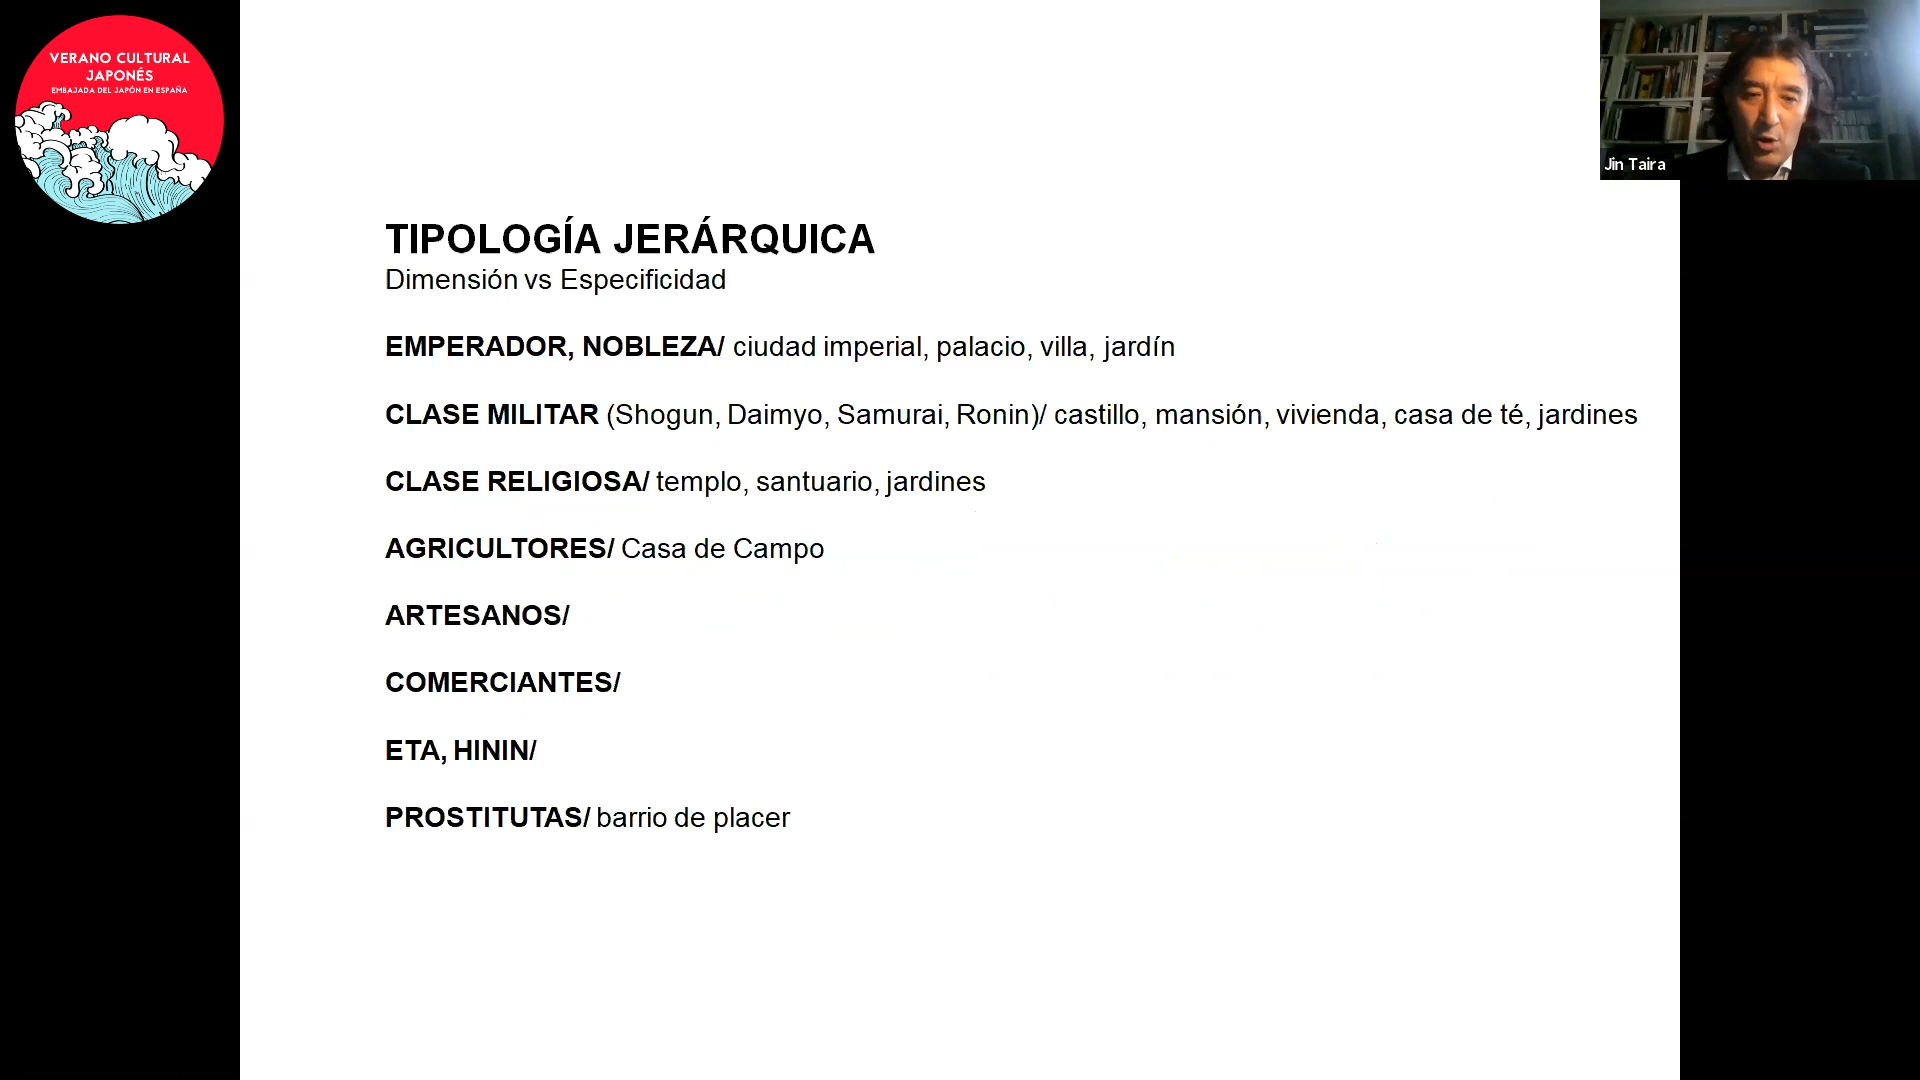 VERANO CULTURAL
JAPONÉS
EMBAJADA DEL JAPÓN EN ESPAÑA
Jin Taira
TIPOLOGÍA JERÁRQUICA
Dimensión vs Especificidad
EMPERADOR, NOBLEZA/ ciudad imperial, palacio, villa, jardín
CLASE MILITAR (Shogun, Daimyo, Samurai, Ronin)/ castillo, mansión, vivienda, casa de té, jardines
CLASE RELIGIOSA/ templo, santuario, jardines
AGRICULTORES/ Casa de Campo
ARTESANOS/
COMERCIANTES/
ETA, HININ/
PROSTITUTAS/ barrio de placer